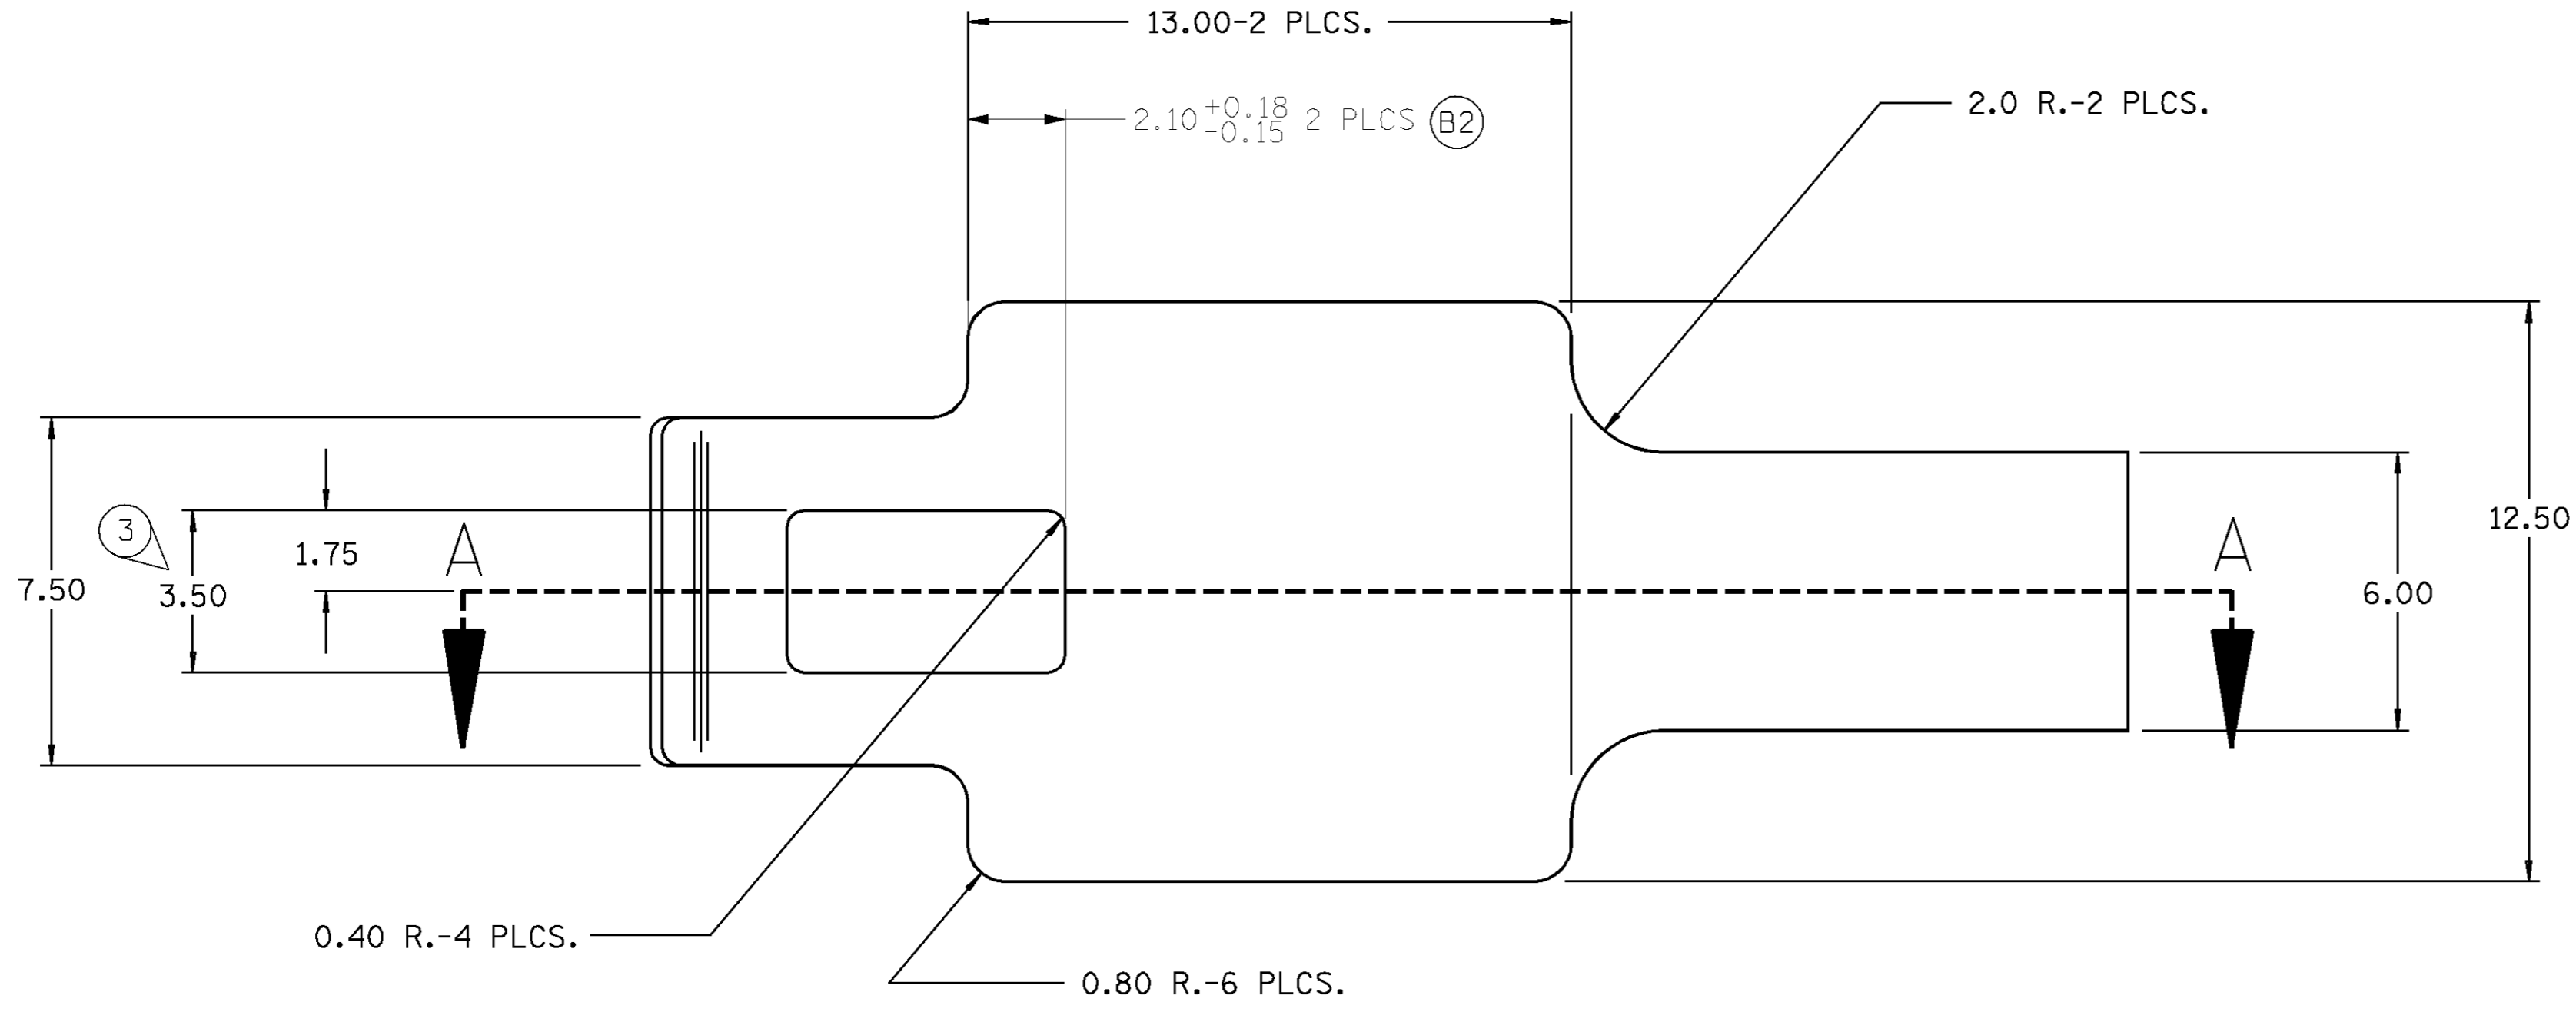 13.00-2 PLCS.
2.10 +0.18 -0.15 2 PLCS B2
2.0 R.-2 PLCS.
7.50
3
3.50
1.75
A
A
12.50
6.00
0.40 R.-4 PLCS.
0.80 R.-6 PLCS.